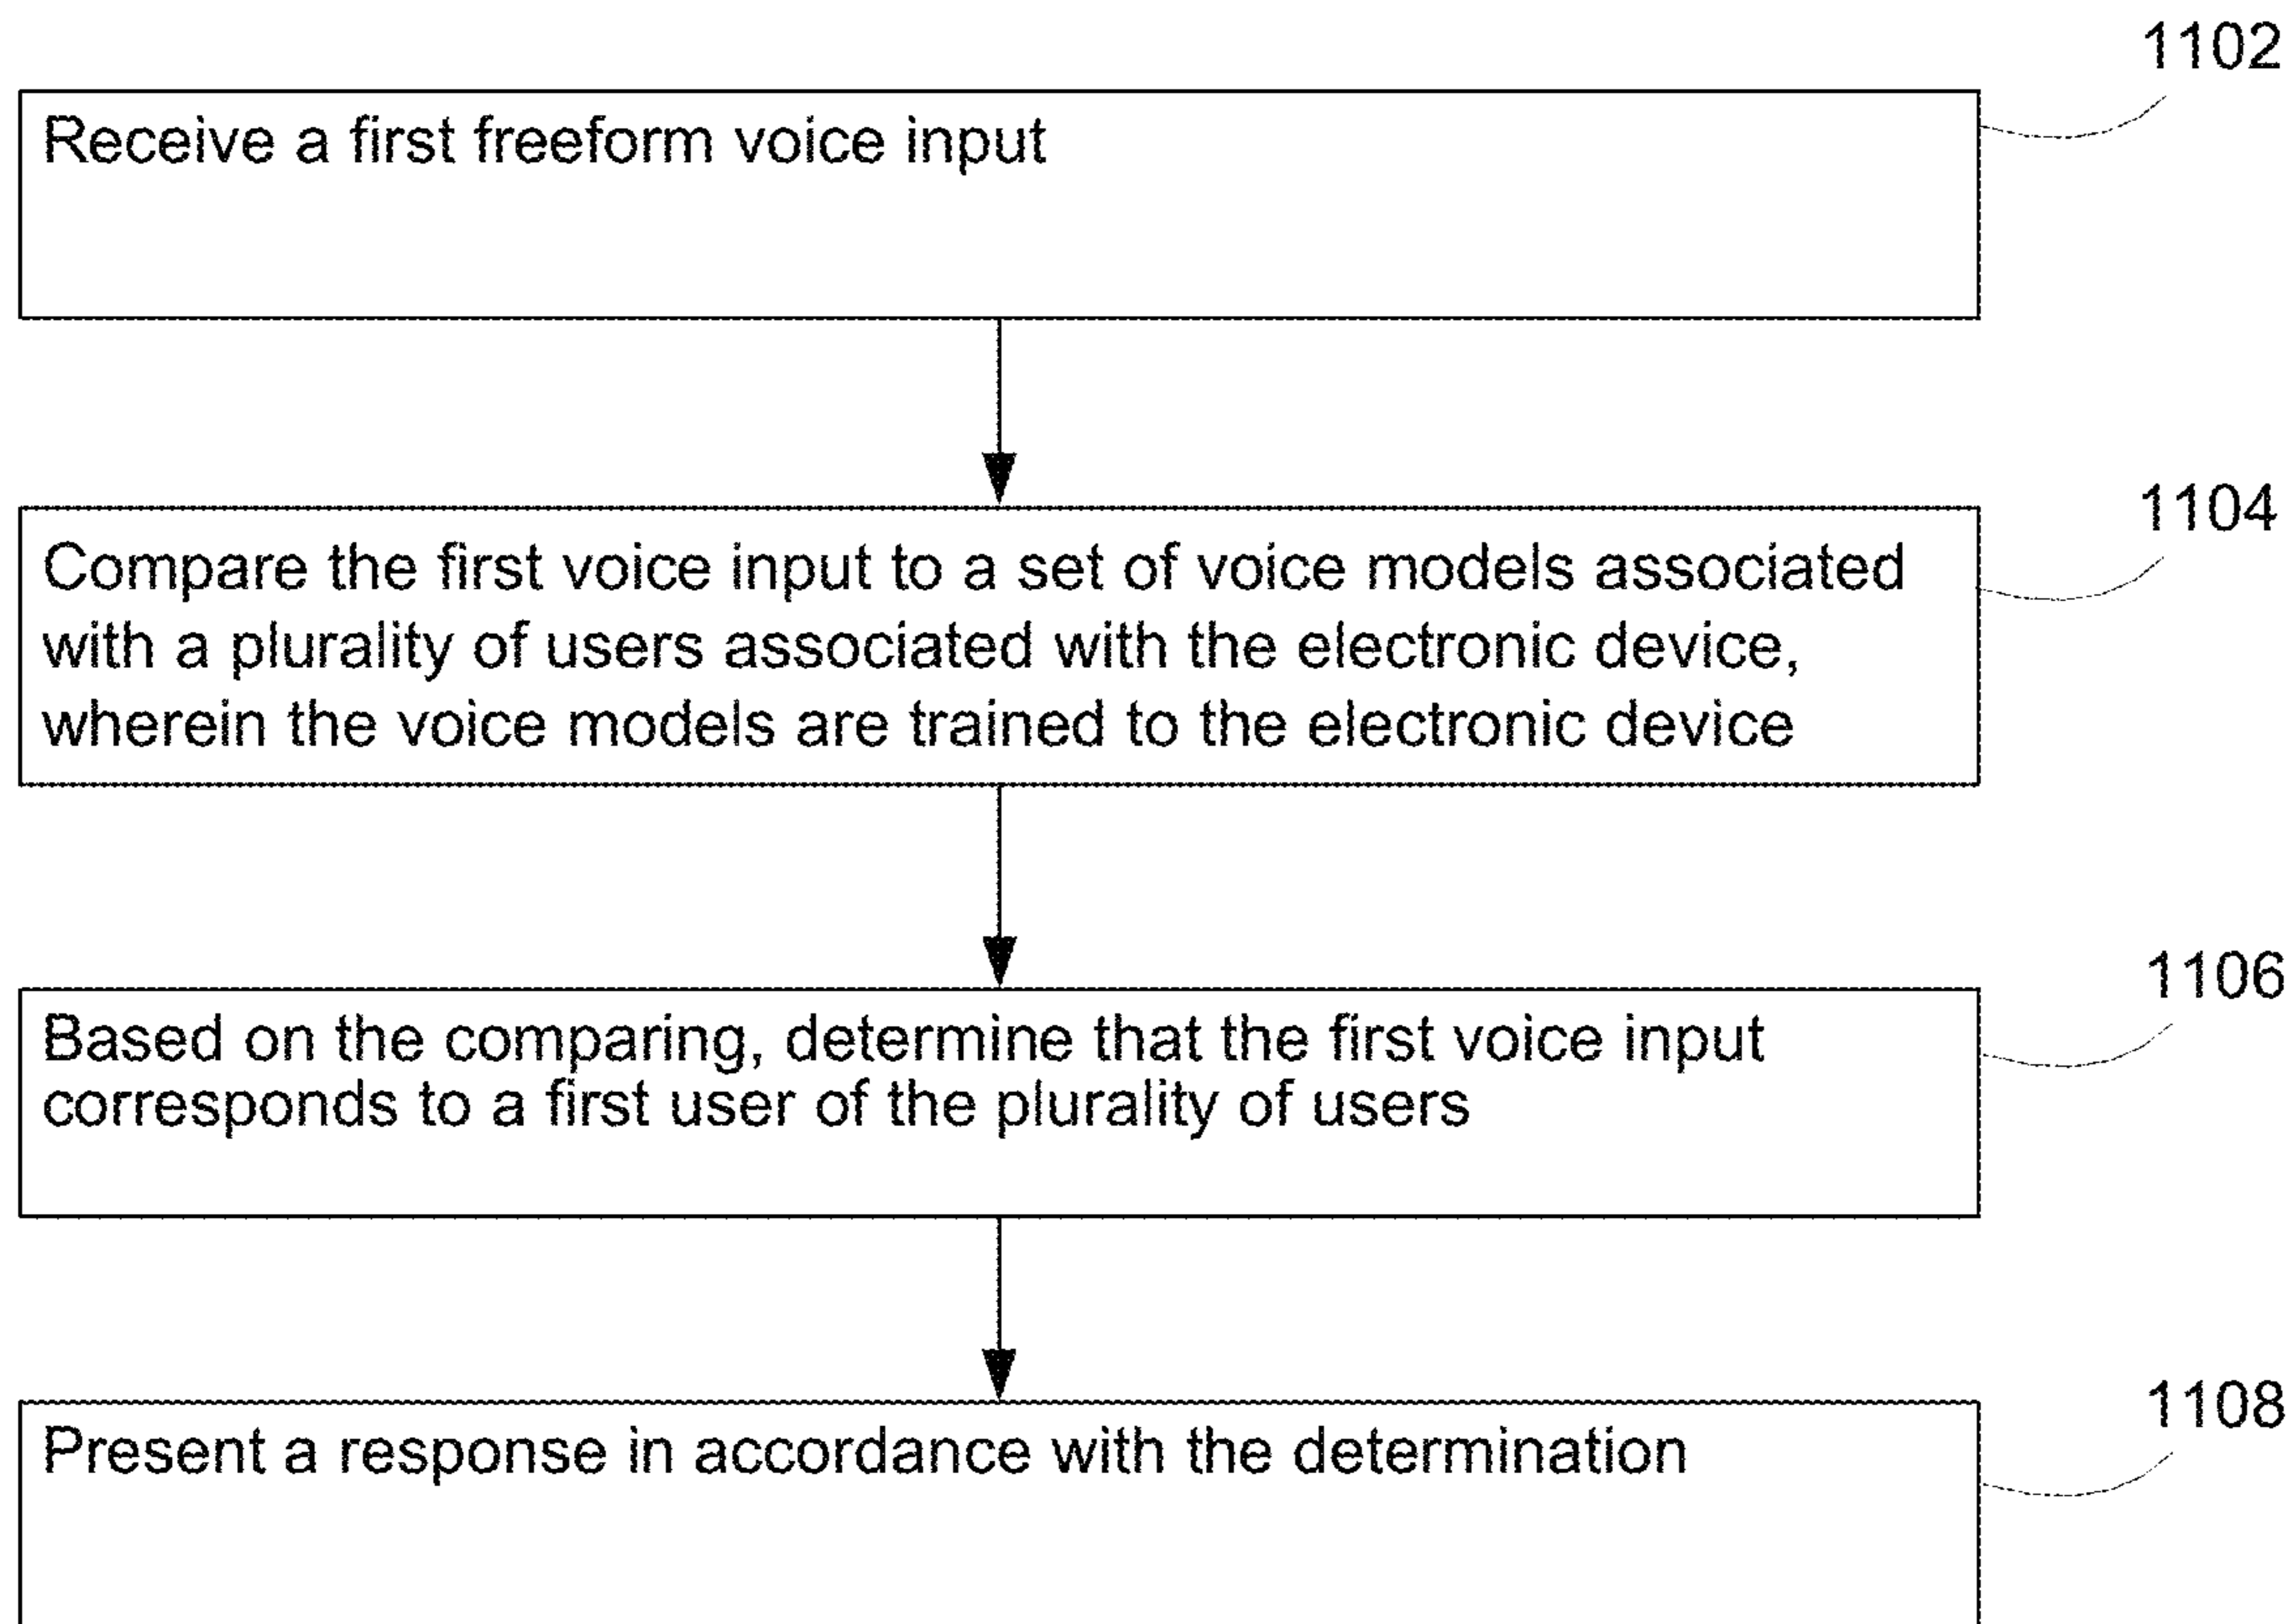 1102
Receive a first freeform voice input
1104
Compare the first voice input to a set of voice models associated
with a plurality of users associated with the electronic device,
wherein the voice models are trained to the electronic device
1106
Based on the comparing, determine that the first voice input
corresponds to a first user of the plurality of users
1108
Present a response in accordance with the determination